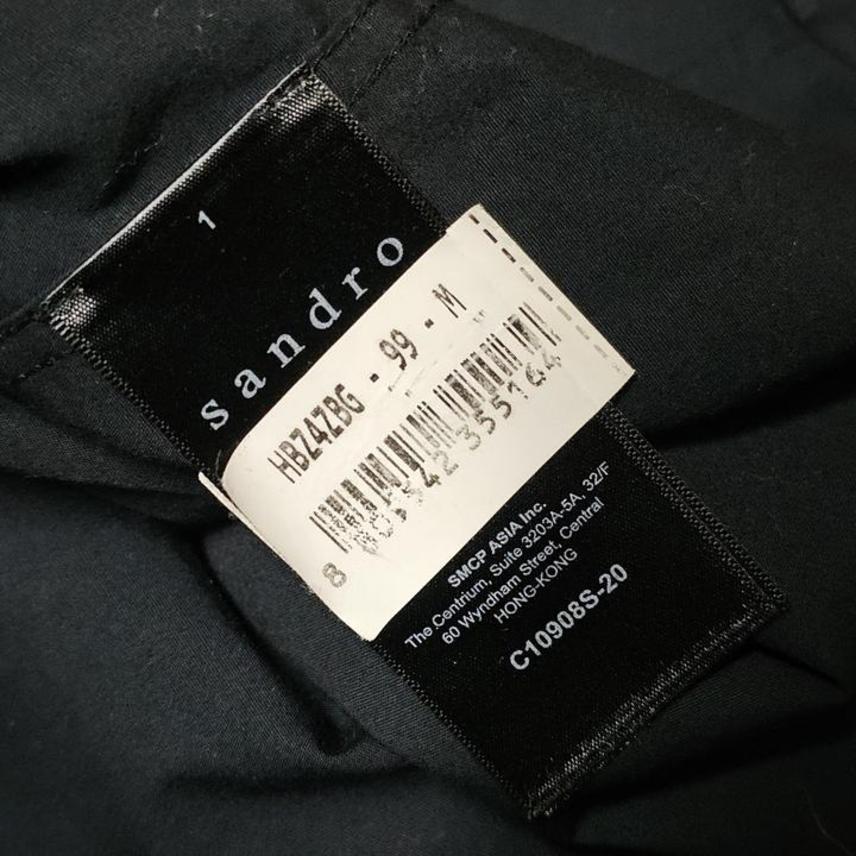 1
sandro
HBZ4ZBG - 99 - M
SMCP ASIA Inc.
The Centrium, Suite 3203A-5A, 32/F
60 Wyndham Street, Central
HONG-KONG
C10908S-20